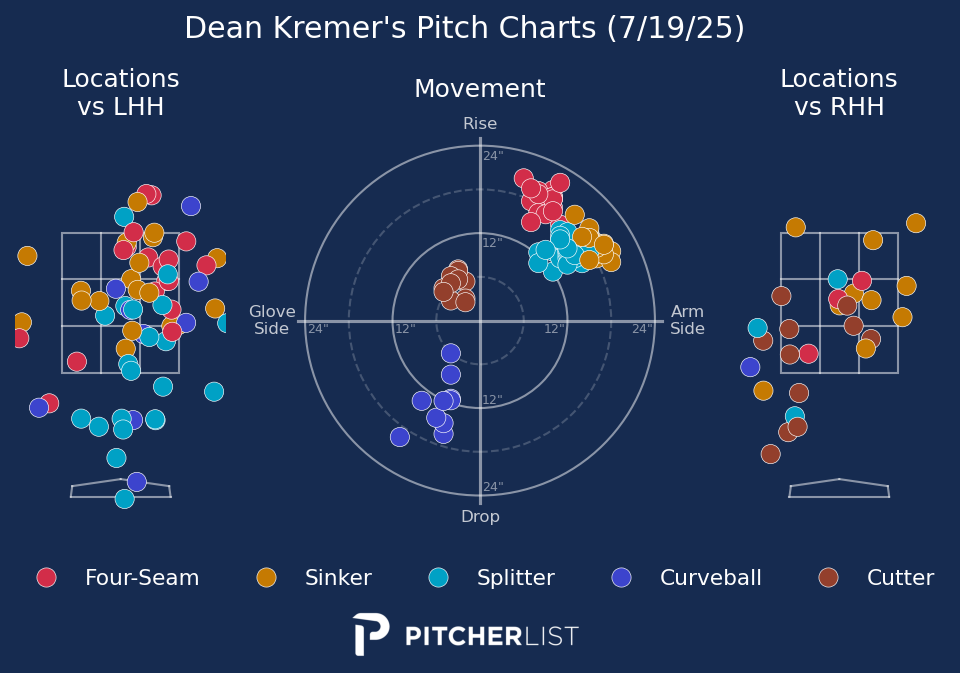 Dean Kremer's Pitch Charts (7/19/25)
Locations
vs LHH
Movement
Locations
vs RHH
Rise
24"
12"
Glove
Side
24"
12"
12"
24"
Arm
Side
12"
24"
Drop
Four-Seam
Sinker
Splitter
Curveball
Cutter
PITCHERLIST